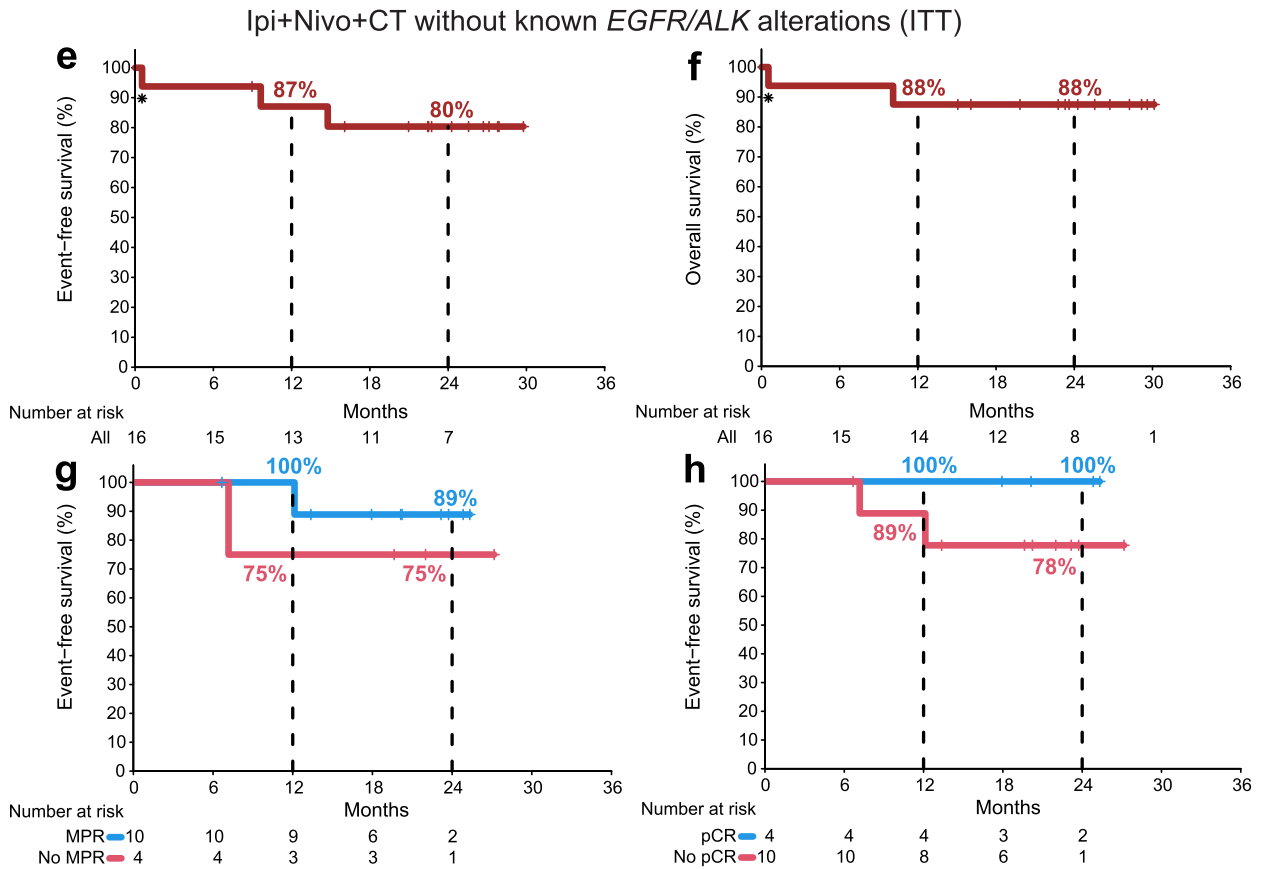 Ipi+Nivo+CT without known EGFR/ALK alterations (ITT)
e
Event−free survival (%)
100
90
80
70
60
50
40
30
20
10
0
*
87%
80%
0 6 12 18 24 30 36
Months
Number at risk
All 16 15 13 11 7
f
Overall survival (%)
100
90
80
70
60
50
40
30
20
10
0
*
88%
88%
0 6 12 18 24 30 36
Months
Number at risk
All 16 15 14 12 8 1
g
Event−free survival (%)
100
90
80
70
60
50
40
30
20
10
0
100%
89%
75%
75%
0 6 12 18 24 30 36
Months
Number at risk
MPR 10 10 9 6 2
No MPR 4 4 3 3 1
h
Event−free survival (%)
100
90
80
70
60
50
40
30
20
10
0
100%
100%
89%
78%
0 6 12 18 24 30 36
Months
Number at risk
pCR 4 4 4 3 2
No pCR 10 10 8 6 1